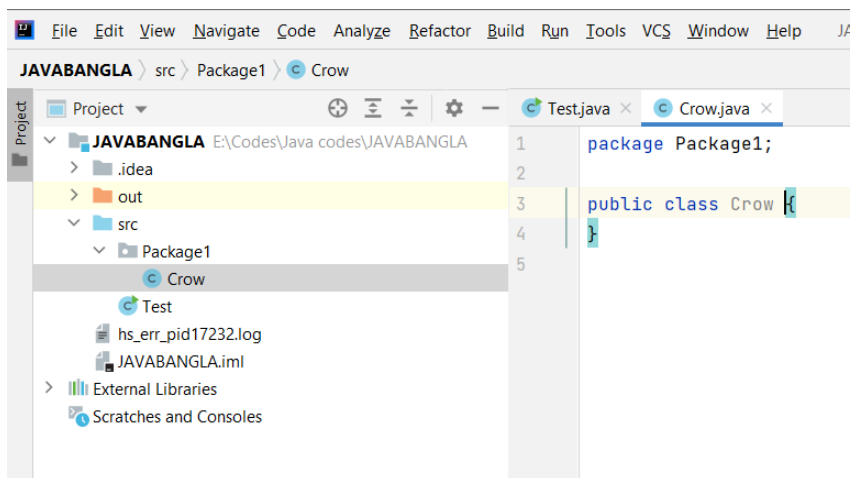 File Edit View Navigate Code Analyze Refactor Build Run Tools VCS Window Help
JAVABANGLA src Package1 Crow
Project
Project
Test.java Crow.java
JAVABANGLA E:\Codes\Java codes\JAVABANGLA
.idea
out
src
Package1
Crow
Test
hs_err_pid17232.log
JAVABANGLA.iml
External Libraries
Scratches and Consoles
1 package Package1;
2
3 public class Crow {
4 }
5